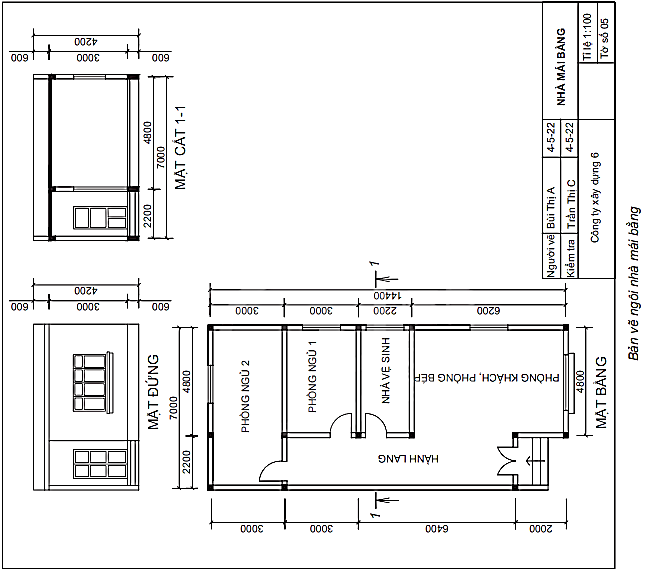 4200
600 3000 600
4800
7000
2200
MẶT CẮT 1-1
4200
600 3000 600
4800
7000
2200
MẶT ĐỨNG
14400
3000 3000 2200 6200
1
PHÒNG NGỦ 2
PHÒNG NGỦ 1
NHÀ VỆ SINH
PHÒNG KHÁCH, PHÒNG BẾP
HÀNH LANG
4800
7000
2200
4800
MẶT BẰNG
1
3000 3000 6400 2000
NHÀ MÁI BẰNG
Tỉ lệ 1:100
Tờ số 05
Người vẽ Bùi Thị A 4-5-22
Kiểm tra Trần Thị C 4-5-22
Công ty xây dựng 6
Bản vẽ ngôi nhà mái bằng